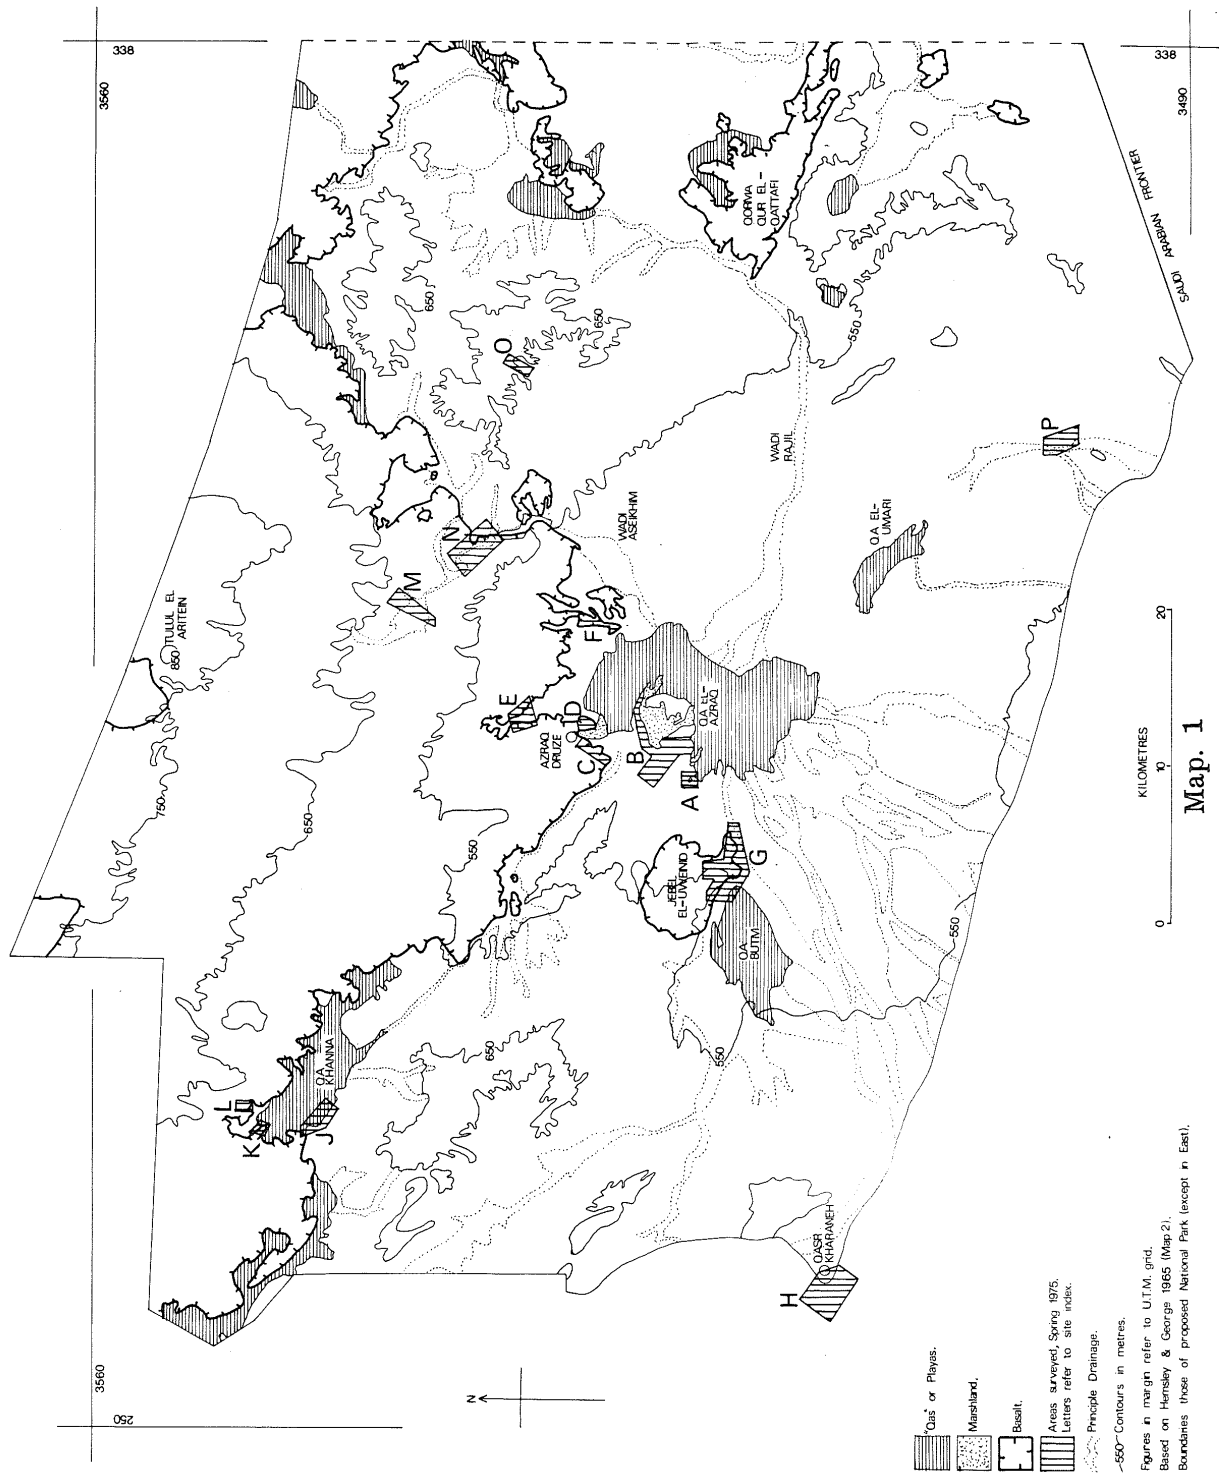 3560
338
850 TULUL EL
ARITEIN
750
650
650
650
550
M
N
O
E
F
D
C
B
A
G
K
L
J
H
P
AZRAQ
DRUZE
WADI
ASEIKHM
WADI
RAJIL
QORMA
QUR EL-
QATTAFI
QA
KHANNA
650
550
JEBEL
EL-UWEINID
QA EL-
AZRAQ
QA
BUTM
550
QA EL-
UMARI
550
QASR
KHARANEH
SAUDI ARABIAN FRONTIER
338
3490
3560
250
N
KILOMETRES
0 10 20
Map. 1
"Qas" or Playas.
Marshland.
Basalt.
Areas surveyed, Spring 1975.
Letters refer to site index.
Principle Drainage.
550 Contours in metres.
Figures in margin refer to U.T.M. grid.
Based on Hemsley & George 1965 (Map 2).
Boundaries those of proposed National Park (except in East).